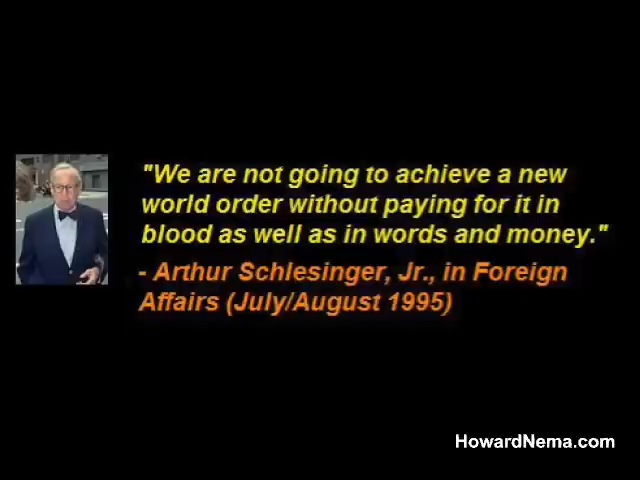 "We are not going to achieve a new
world order without paying for it in
blood as well as in words and money."
- Arthur Schlesinger, Jr., in Foreign
Affairs (July/August 1995)
HowardNema.com